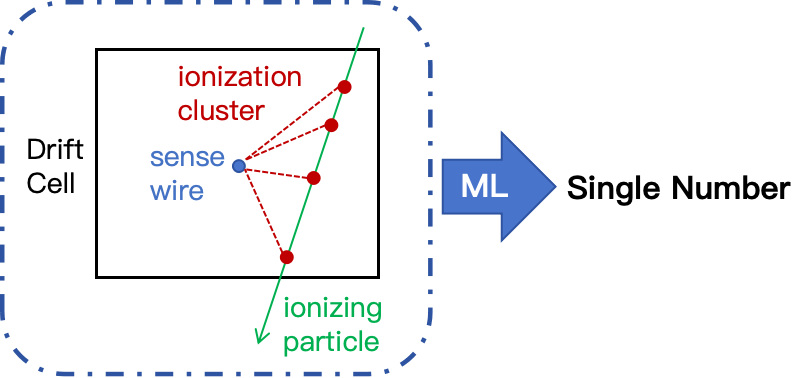 ionization
cluster
Drift
Cell
sense
wire
ML
Single Number
ionizing
particle